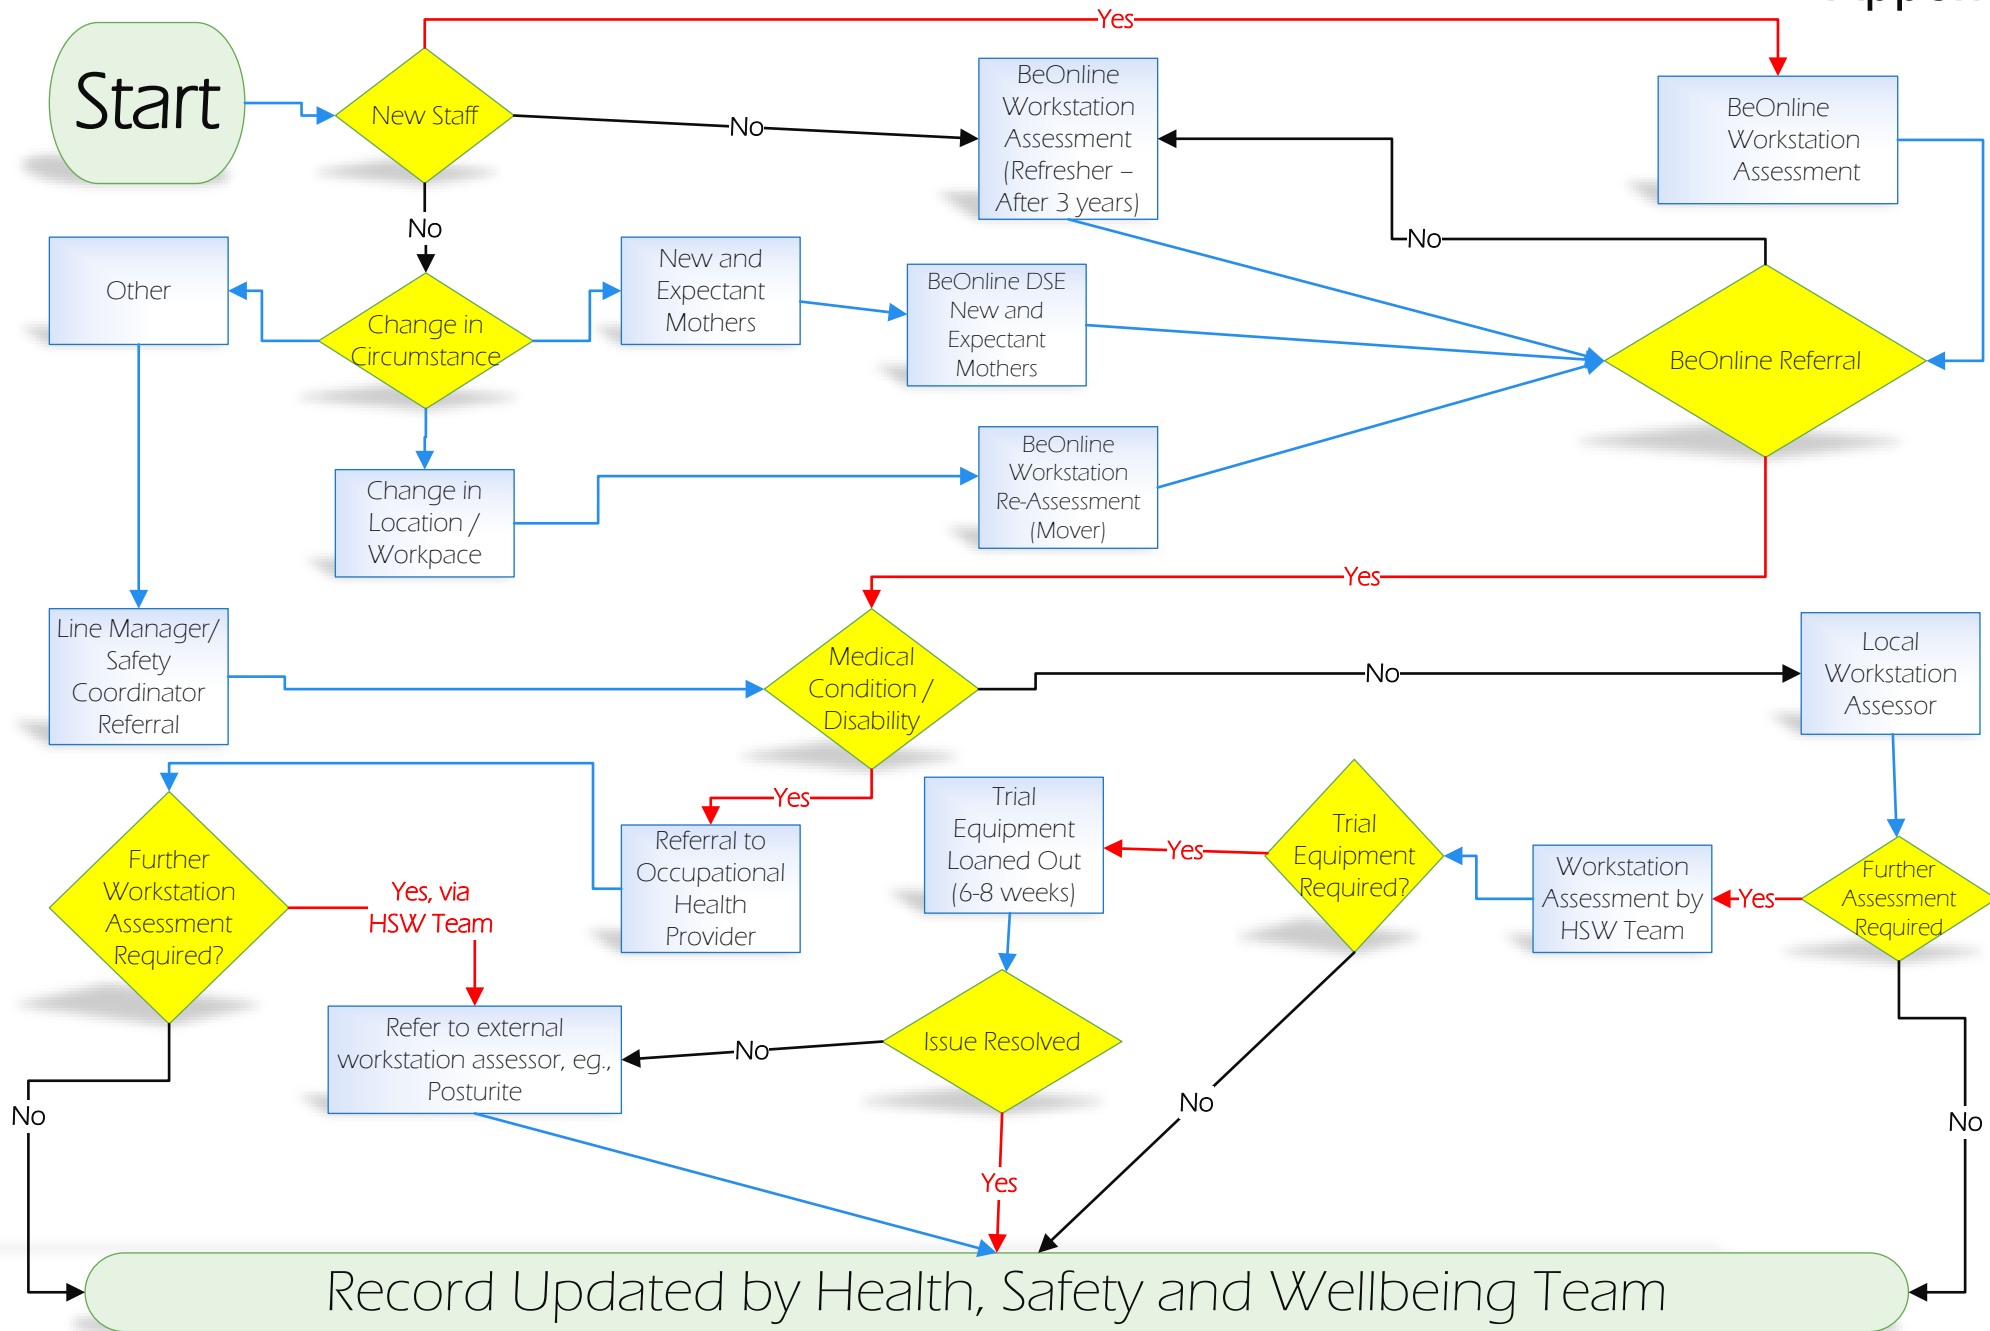 Yes
Start
New Staff
No
BeOnline
Workstation
Assessment
(Refresher –
After 3 years)
BeOnline
Workstation
Assessment
No
No
Other
Change in
Circumstance
New and
Expectant
Mothers
BeOnline DSE
New and
Expectant
Mothers
BeOnline Referral
Change in
Location /
Workpace
BeOnline
Workstation
Re-Assessment
(Mover)
Yes
Line Manager/
Safety
Coordinator
Referral
Medical
Condition /
Disability
No
Local
Workstation
Assessor
Yes
Further
Workstation
Assessment
Required?
Yes, via
HSW Team
Referral to
Occupational
Health
Provider
Trial
Equipment
Loaned Out
(6-8 weeks)
Yes
Trial
Equipment
Required?
Workstation
Assessment by
HSW Team
Yes
Further
Assessment
Required
Refer to external
workstation assessor, eg.,
Posturite
No
Issue Resolved
No
No
No
Yes
Record Updated by Health, Safety and Wellbeing Team